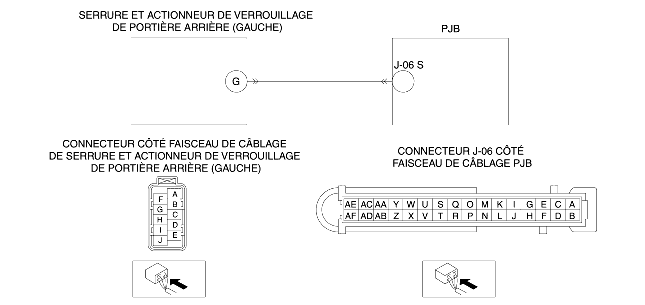 SERRURE ET ACTIONNEUR DE VERROUILLAGE
DE PORTIÈRE ARRIÈRE (GAUCHE)
PJB
G
J-06 S
CONNECTEUR CÔTÉ FAISCEAU DE CÂBLAGE
DE SERRURE ET ACTIONNEUR DE VERROUILLAGE
DE PORTIÈRE ARRIÈRE (GAUCHE)
CONNECTEUR J-06 CÔTÉ
FAISCEAU DE CÂBLAGE PJB
A
F
B
G
C
H
D
I
E
J
AE AC AA Y W U S Q O M K I G E C A
AF AD AB Z X V T R P N L J H F D B